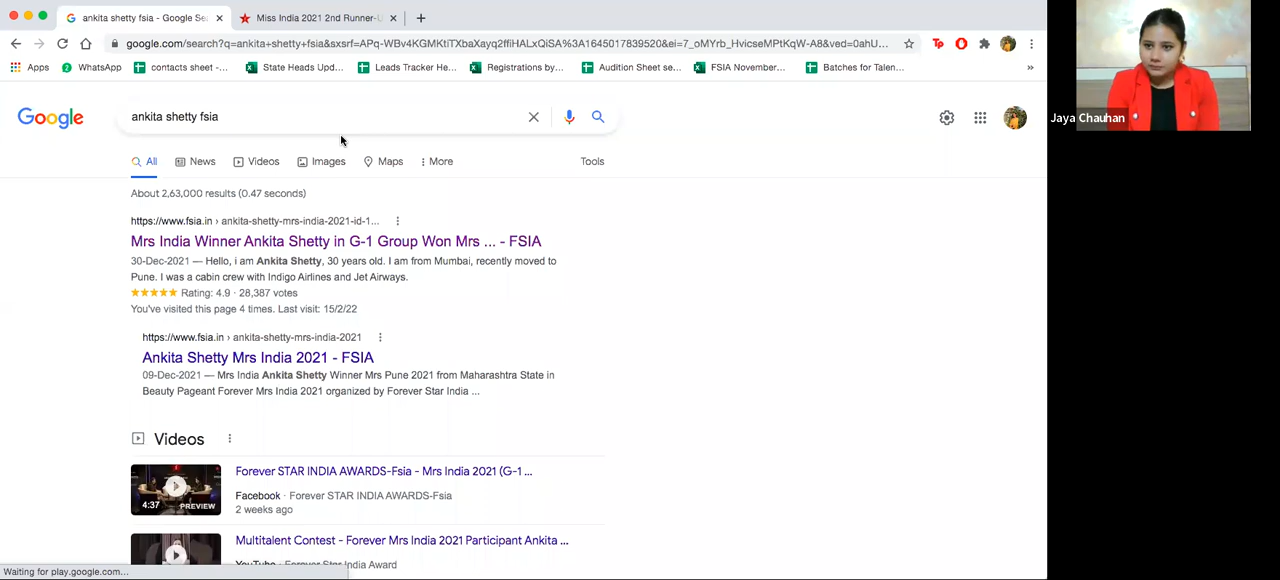 ankita shetty fsia - Google Se
Miss India 2021 2nd Runner-U
google.com/search?q=ankita+shetty+fsia&sxsrf=APq-WBv4KGMKtiTXbaXayq2ffiHALxQiSA%3A1645017839520&ei=7_oMYrb_HvicseMPtKqW-A8&ved=0ahU...
Apps
WhatsApp
contacts sheet -...
State Heads Upd...
Leads Tracker He...
Registrations by...
Audition Sheet se...
FSIA November...
Batches for Talen...
»
Jaya Chauhan
Google
ankita shetty fsia
All
News
Videos
Images
Maps
More
Tools
About 2,63,000 results (0.47 seconds)
https://www.fsia.in › ankita-shetty-mrs-india-2021-id-1...
Mrs India Winner Ankita Shetty in G-1 Group Won Mrs ... - FSIA
30-Dec-2021 — Hello, i am Ankita Shetty, 30 years old. I am from Mumbai, recently moved to
Pune. I was a cabin crew with Indigo Airlines and Jet Airways.
Rating: 4.9 · 28,387 votes
You've visited this page 4 times. Last visit: 15/2/22
https://www.fsia.in › ankita-shetty-mrs-india-2021
Ankita Shetty Mrs India 2021 - FSIA
09-Dec-2021 — Mrs India Ankita Shetty Winner Mrs Pune 2021 from Maharashtra State in
Beauty Pageant Forever Mrs India 2021 organized by Forever Star India ...
Videos
Forever STAR INDIA AWARDS-Fsia - Mrs India 2021 (G-1 ...
4:37
PREVIEW
Facebook · Forever STAR INDIA AWARDS-Fsia
2 weeks ago
Multitalent Contest - Forever Mrs India 2021 Participant Ankita ...
YouTube · Forever Star India Award
Waiting for play.google.com...